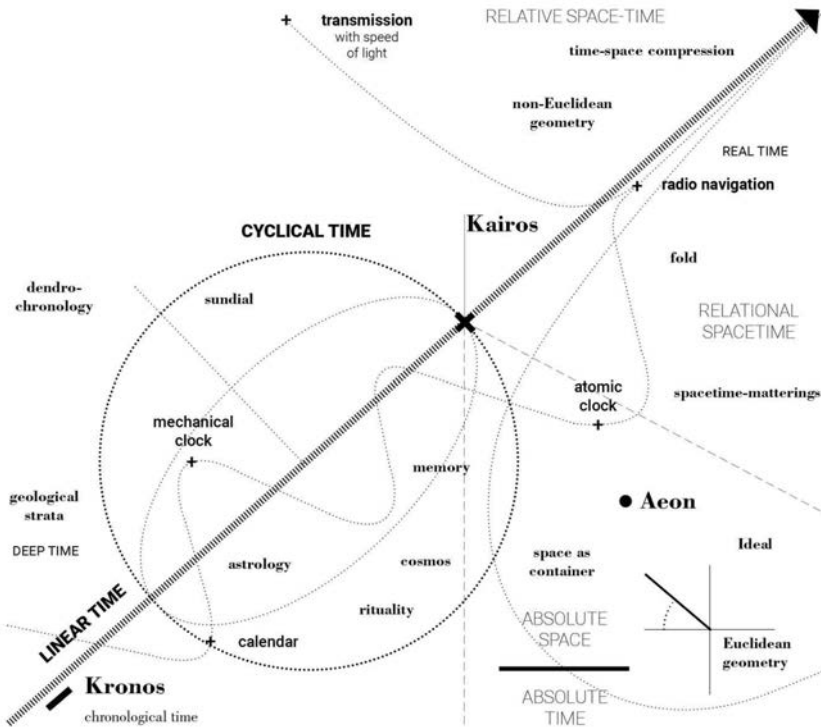 transmission
with speed
of light
RELATIVE SPACE-TIME
time-space compression
non-Euclidean
geometry
REAL TIME
radio navigation
Kairos
CYCLICAL TIME
fold
dendro-
chronology
sundial
RELATIONAL
SPACETIME
atomic
clock
spacetime-matterings
mechanical
clock
memory
geological
strata
DEEP TIME
Aeon
Ideal
space as
container
astrology
cosmos
rituality
LINEAR TIME
calendar
ABSOLUTE
SPACE
Euclidean
geometry
Kronos
chronological time
ABSOLUTE
TIME